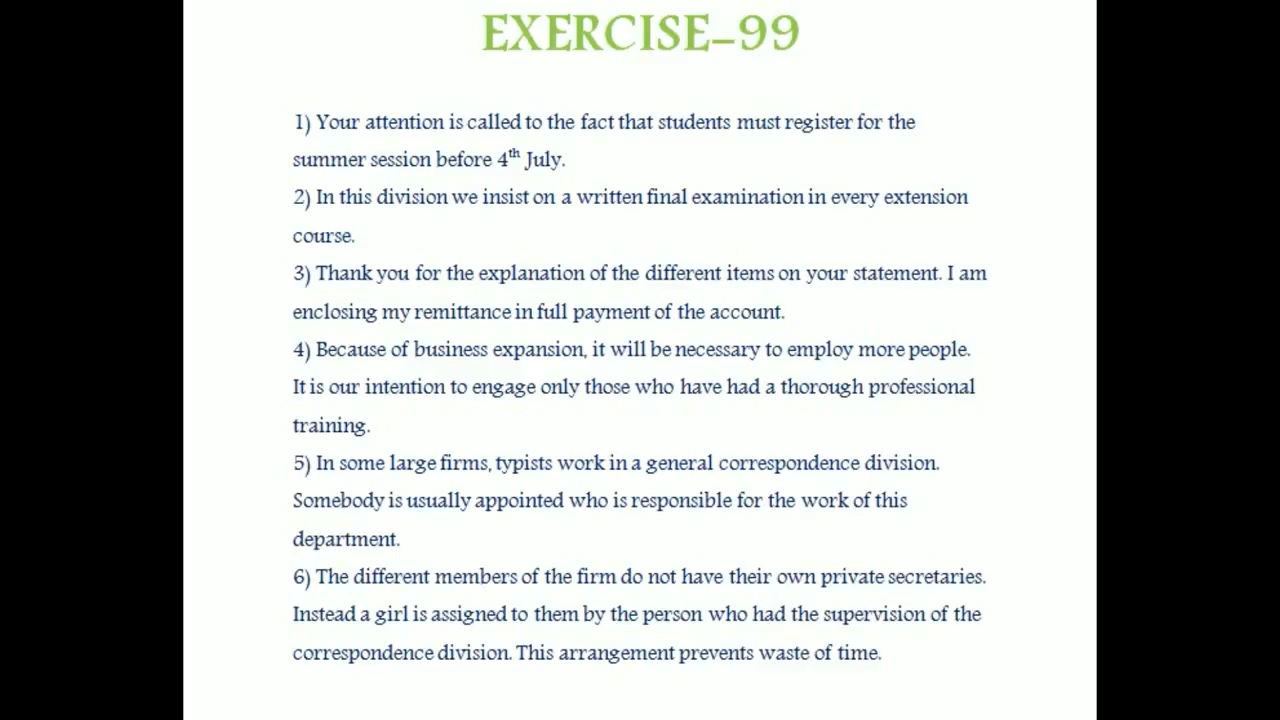 EXERCISE-99
1) Your attention is called to the fact that students must register for the
summer session before 4th July.
2) In this division we insist on a written final examination in every extension
course.
3) Thank you for the explanation of the different items on your statement. I am
enclosing my remittance in full payment of the account.
4) Because of business expansion, it will be necessary to employ more people.
It is our intention to engage only those who have had a thorough professional
training.
5) In some large firms, typists work in a general correspondence division.
Somebody is usually appointed who is responsible for the work of this
department.
6) The different members of the firm do not have their own private secretaries.
Instead a girl is assigned to them by the person who had the supervision of the
correspondence division. This arrangement prevents waste of time.